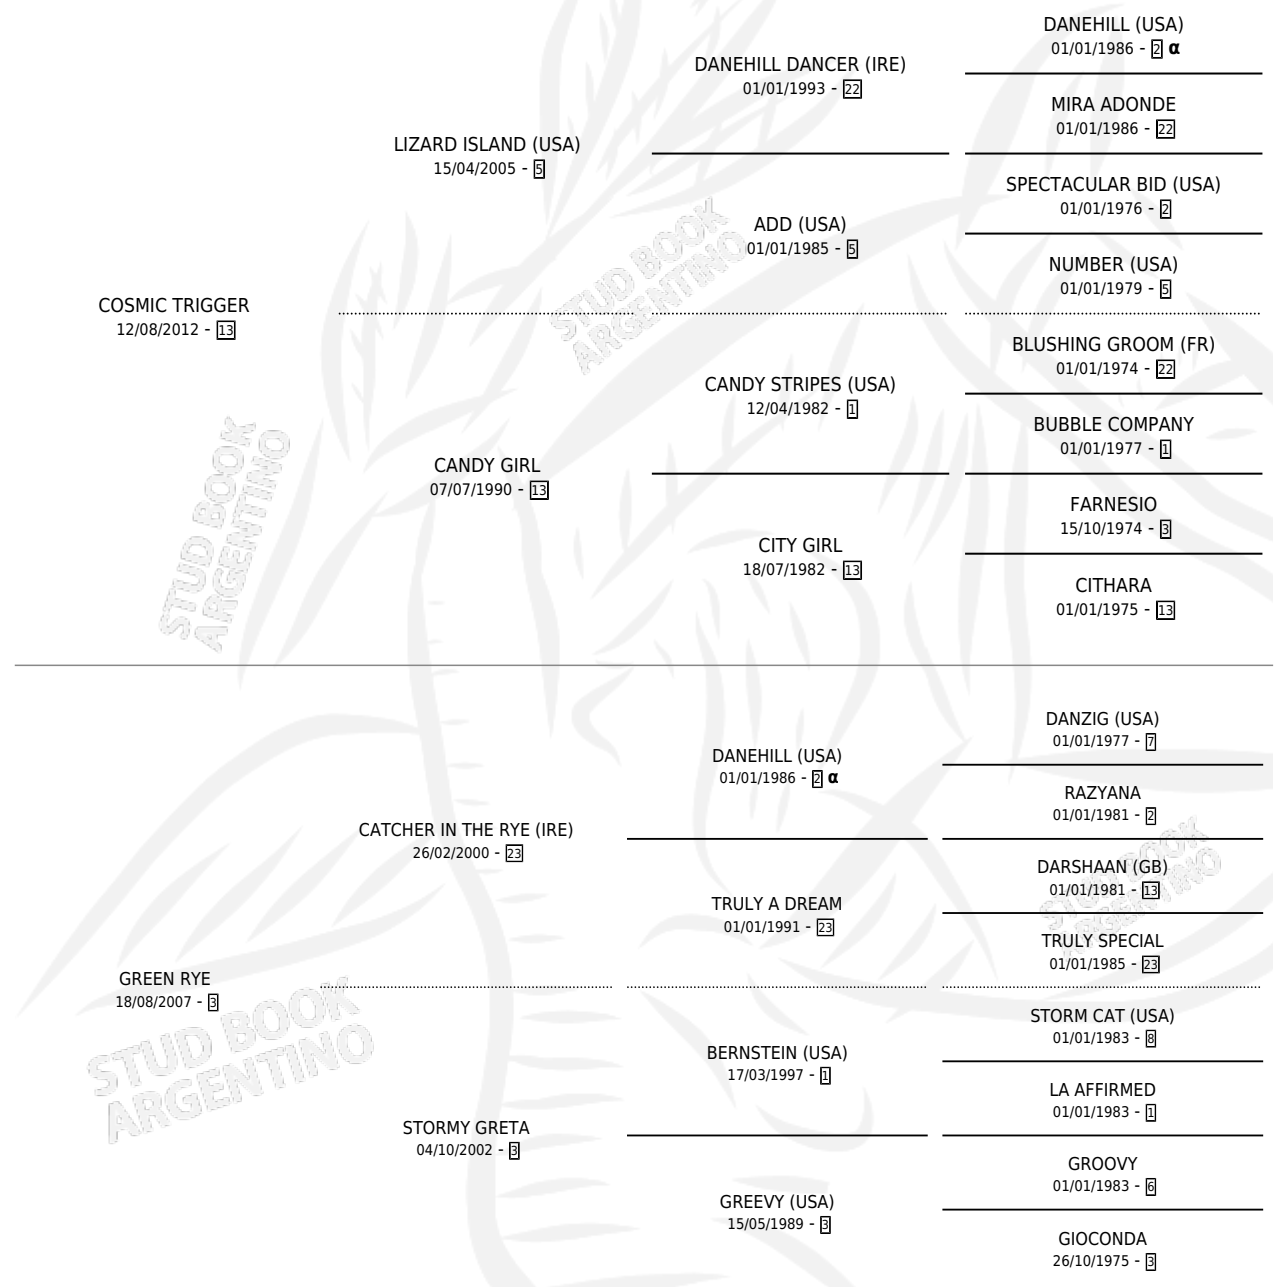 DANEHILL (USA)
01/01/1986 - 2 α
DANEHILL DANCER (IRE)
01/01/1993 - 22
MIRA ADONDE
01/01/1986 - 22
LIZARD ISLAND (USA)
15/04/2005 - 5
SPECTACULAR BID (USA)
01/01/1976 - 2
ADD (USA)
01/01/1985 - 5
NUMBER (USA)
01/01/1979 - 5
COSMIC TRIGGER
12/08/2012 - 13
BLUSHING GROOM (FR)
01/01/1974 - 22
CANDY STRIPES (USA)
12/04/1982 - 1
BUBBLE COMPANY
01/01/1977 - 1
CANDY GIRL
07/07/1990 - 13
FARNESIO
15/10/1974 - 3
CITY GIRL
18/07/1982 - 13
CITHARA
01/01/1975 - 13
DANZIG (USA)
01/01/1977 - 7
DANEHILL (USA)
01/01/1986 - 2 α
RAZYANA
01/01/1981 - 2
CATCHER IN THE RYE (IRE)
26/02/2000 - 23
DARSHAAN (GB)
01/01/1981 - 13
TRULY A DREAM
01/01/1991 - 23
TRULY SPECIAL
01/01/1985 - 23
GREEN RYE
18/08/2007 - 3
STORM CAT (USA)
01/01/1983 - 8
BERNSTEIN (USA)
17/03/1997 - 1
LA AFFIRMED
01/01/1983 - 1
STORMY GRETA
04/10/2002 - 3
GROOVY
01/01/1983 - 6
GREEVY (USA)
15/05/1989 - 3
GIOCONDA
26/10/1975 - 3
STUD BOOK
ARGENTINO
STUD BOOK
ARGENTINO
STUD BOOK
ARGENTINO
STUD BOOK
ARGENTINO